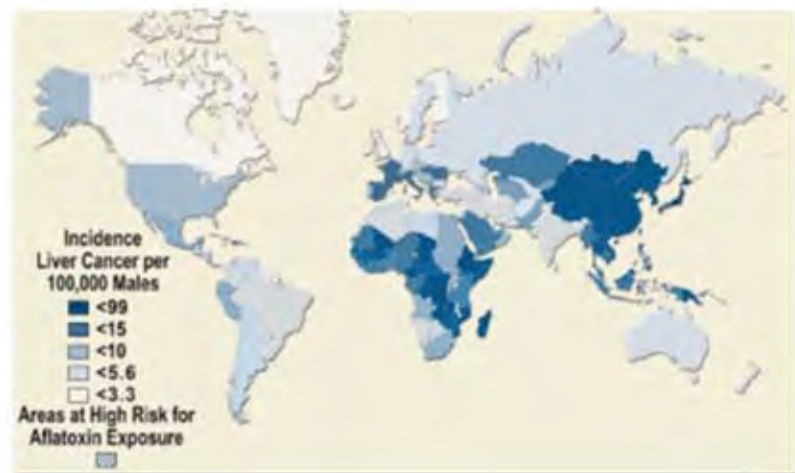 Incidence
Liver Cancer per
100,000 Males
<99
<15
<10
<5.6
<3.3
Areas at High Risk for
Aflatoxin Exposure